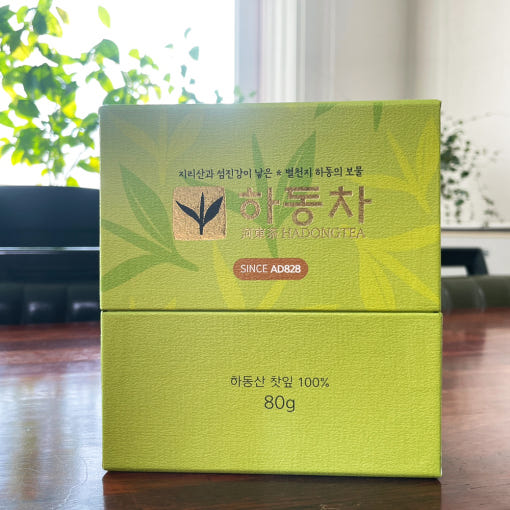 지리산과 섬진강이 낳은 * 별천지 하동의 보물
하동차
河東茶 HADONGTEA
SINCE AD828
하동산 찻잎 100%
80g